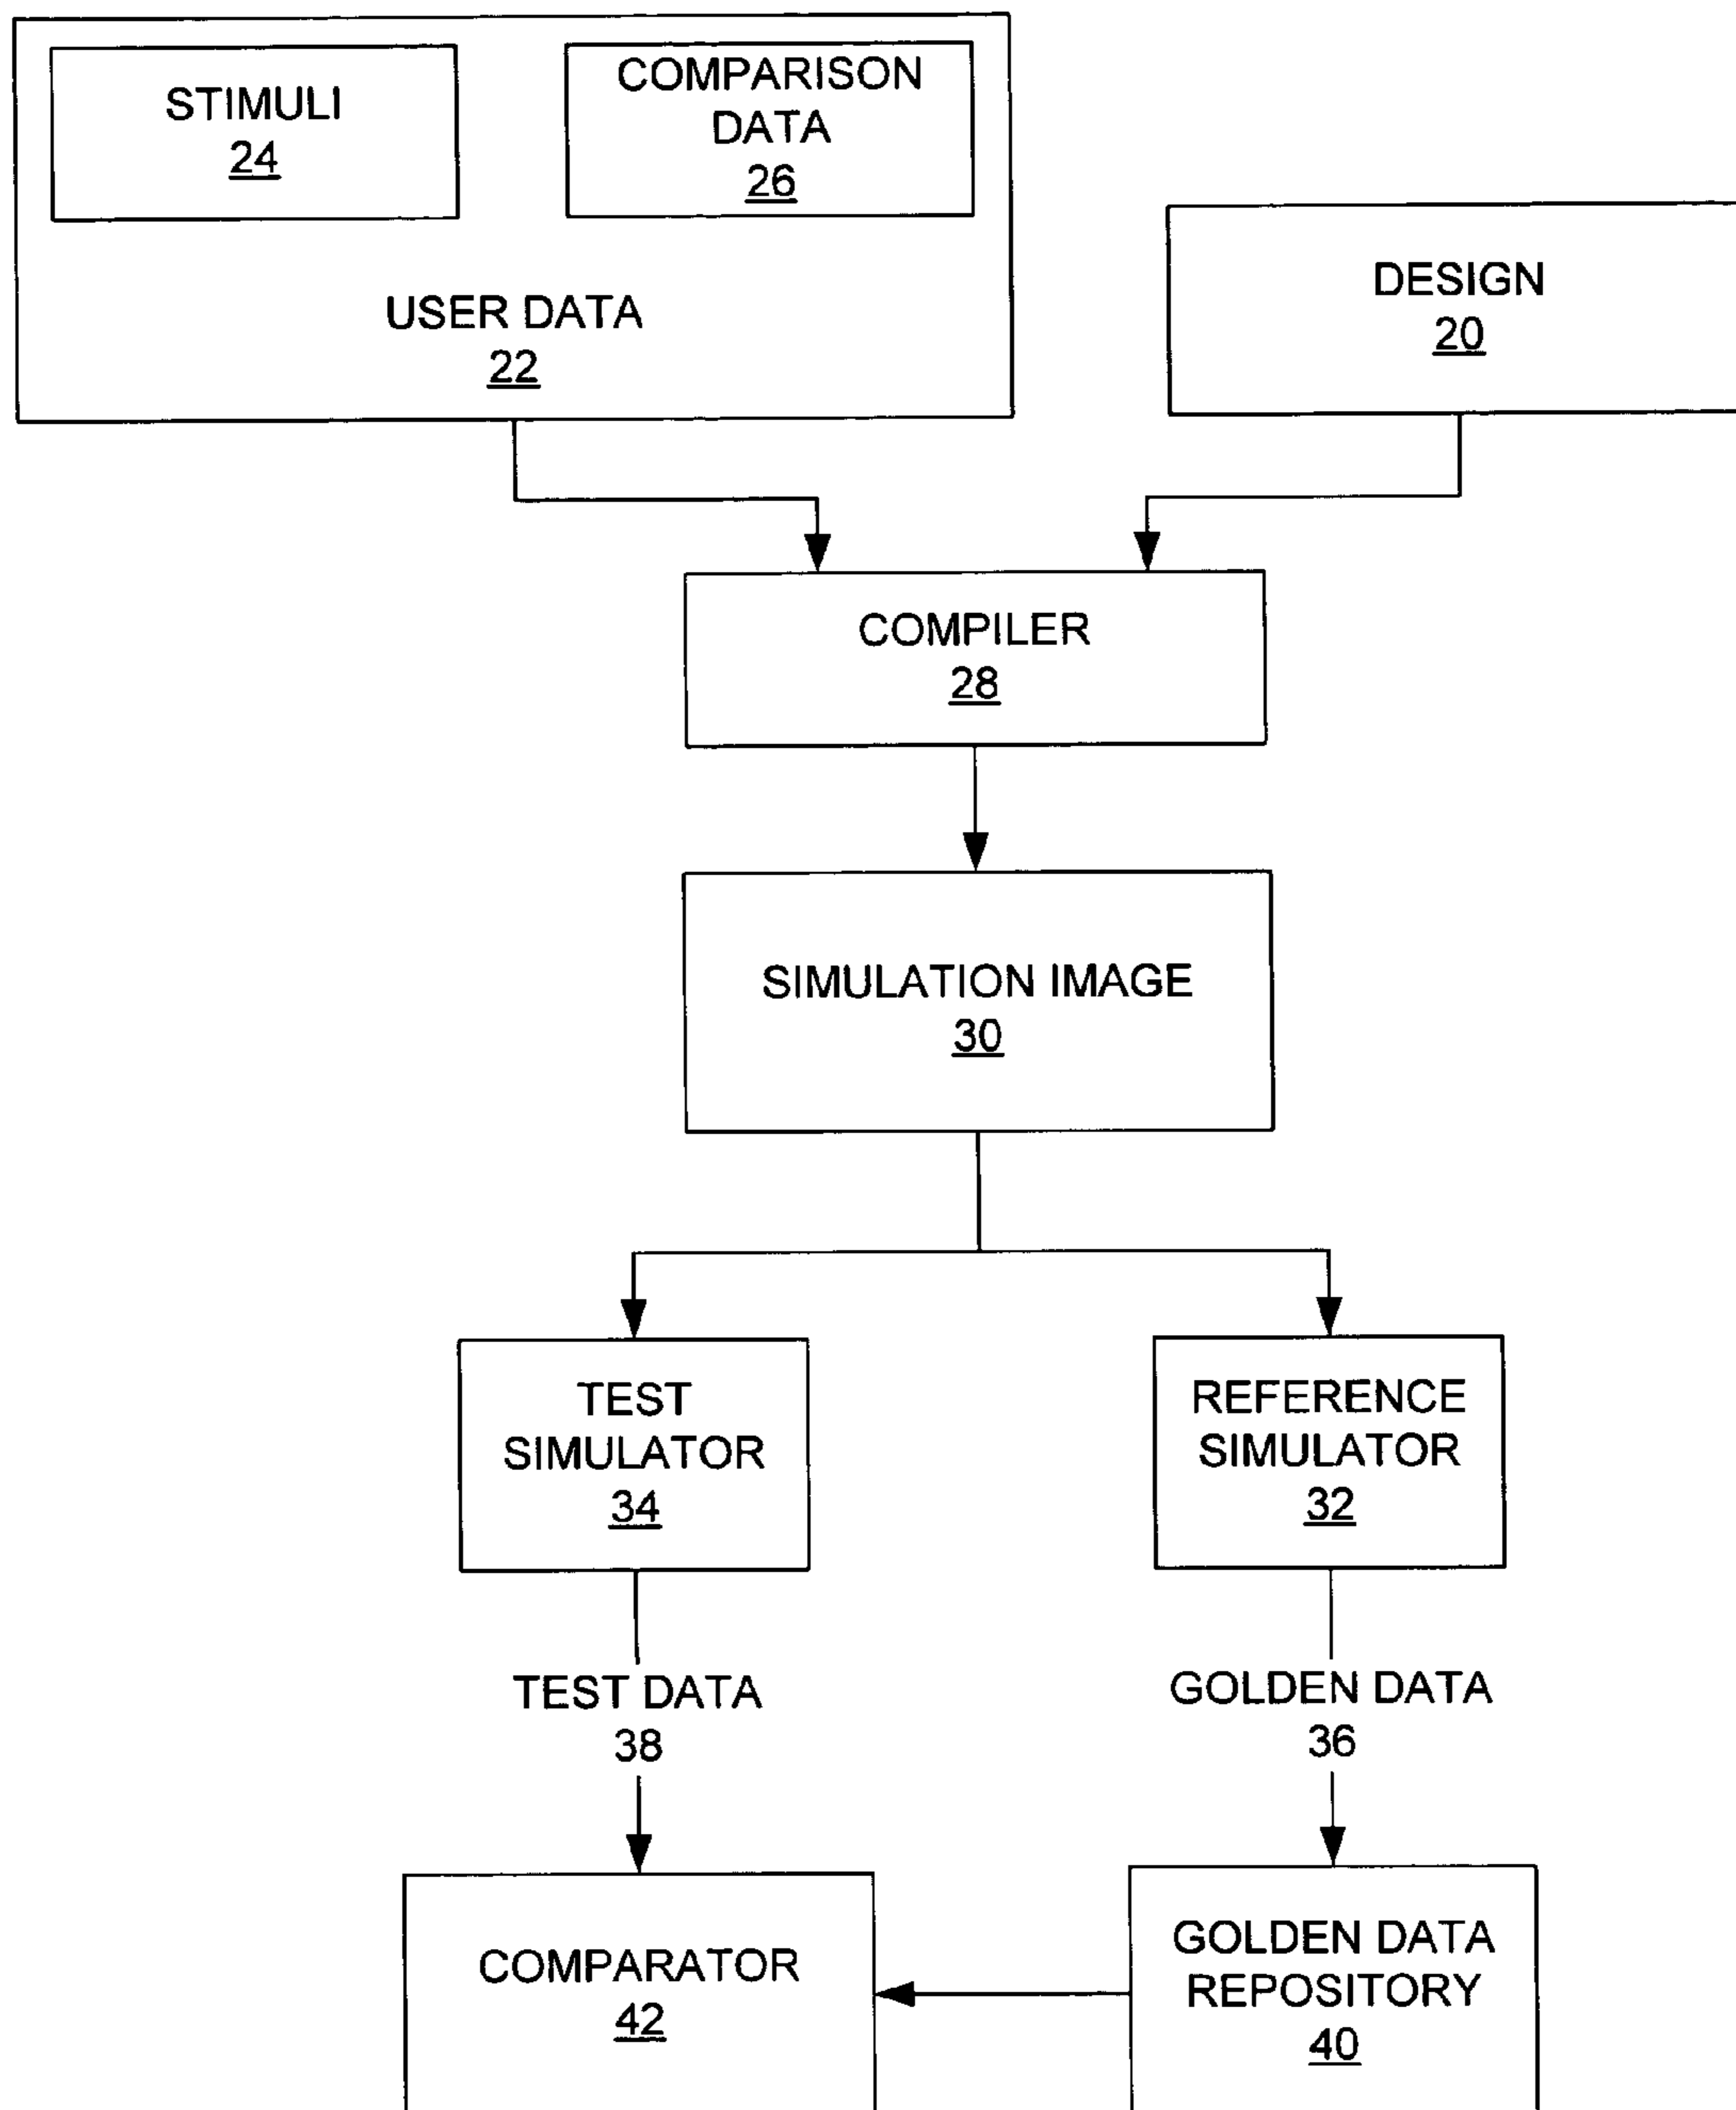 STIMULI
24
COMPARISON
DATA
26
USER DATA
22
DESIGN
20
COMPILER
28
SIMULATION IMAGE
30
TEST
SIMULATOR
34
REFERENCE
SIMULATOR
32
TEST DATA
38
GOLDEN DATA
36
COMPARATOR
42
GOLDEN DATA
REPOSITORY
40